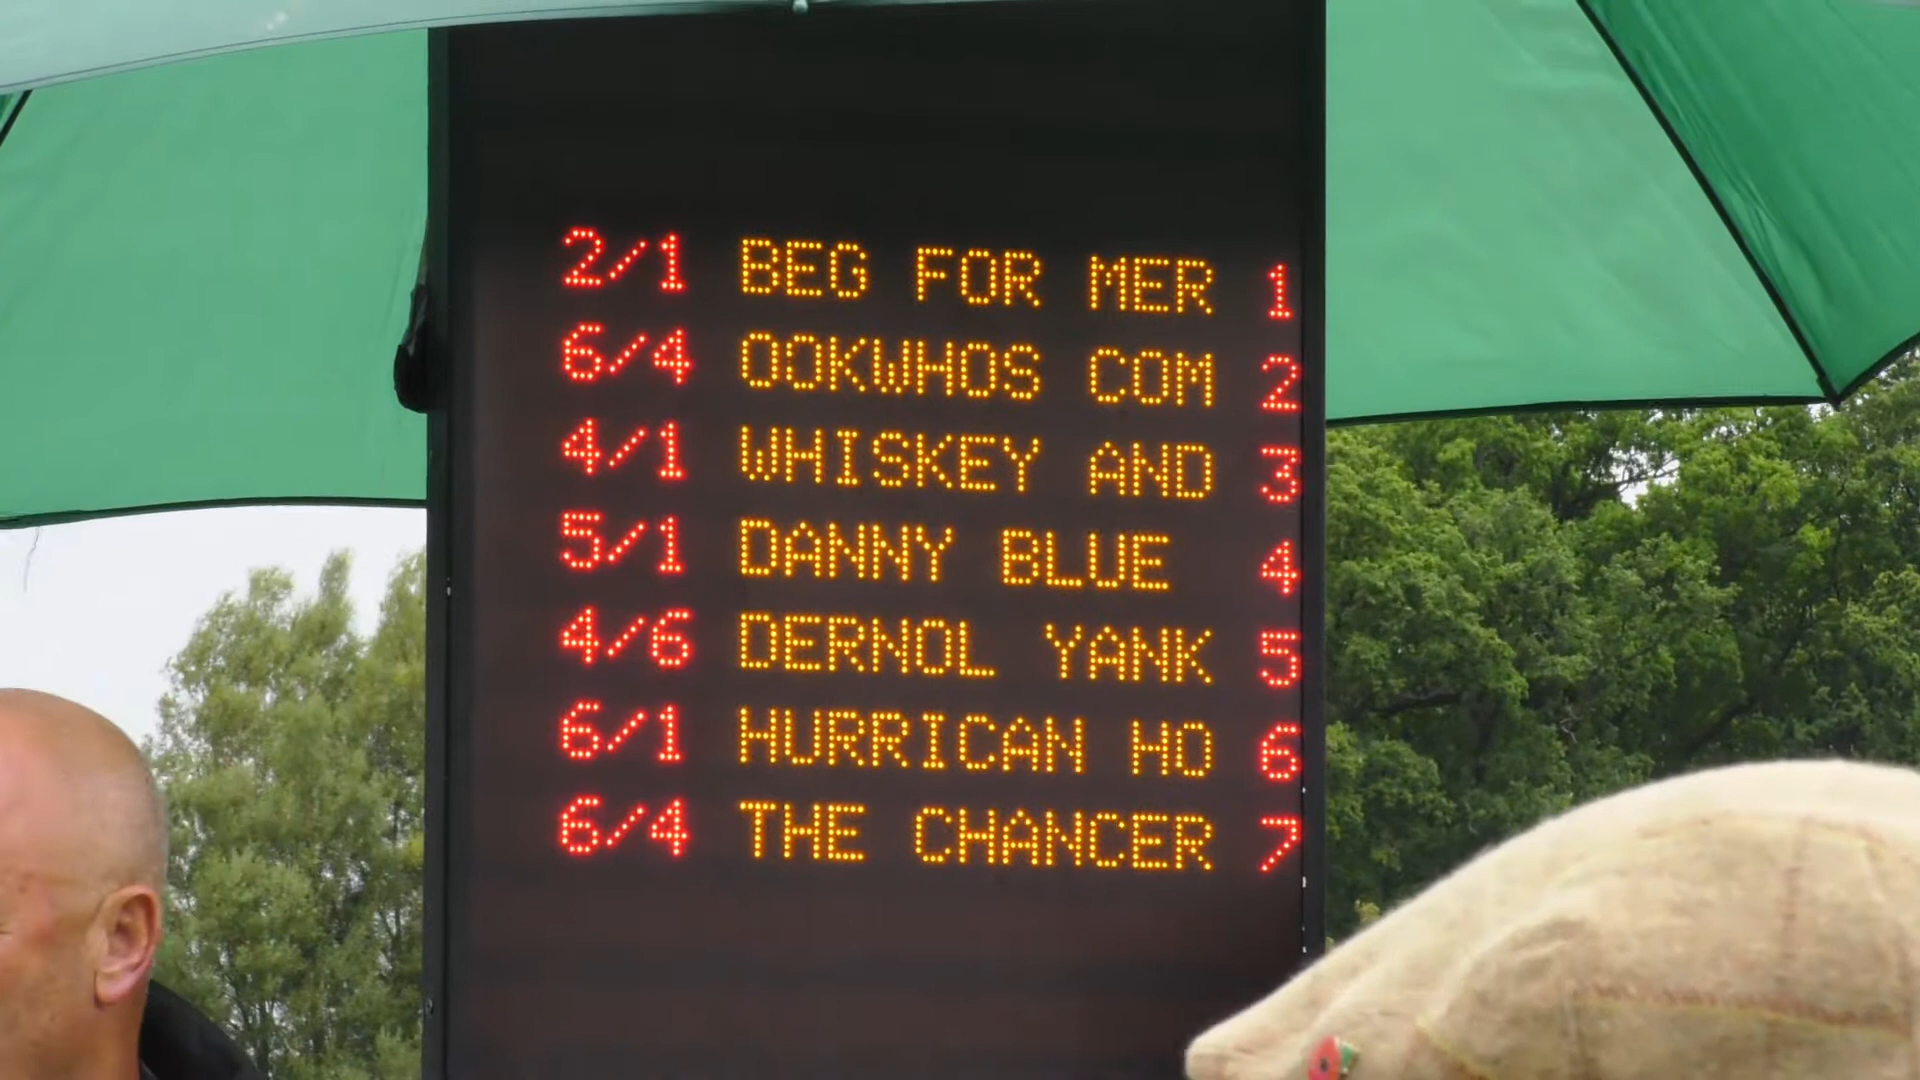 2/1 BEG FOR MER 1
6/4 OOKWHOS COM 2
4/1 WHISKEY AND 3
5/1 DANNY BLUE 4
4/6 DERNOL YANK 5
6/1 HURRICAN HO 6
6/4 THE CHANCER 7